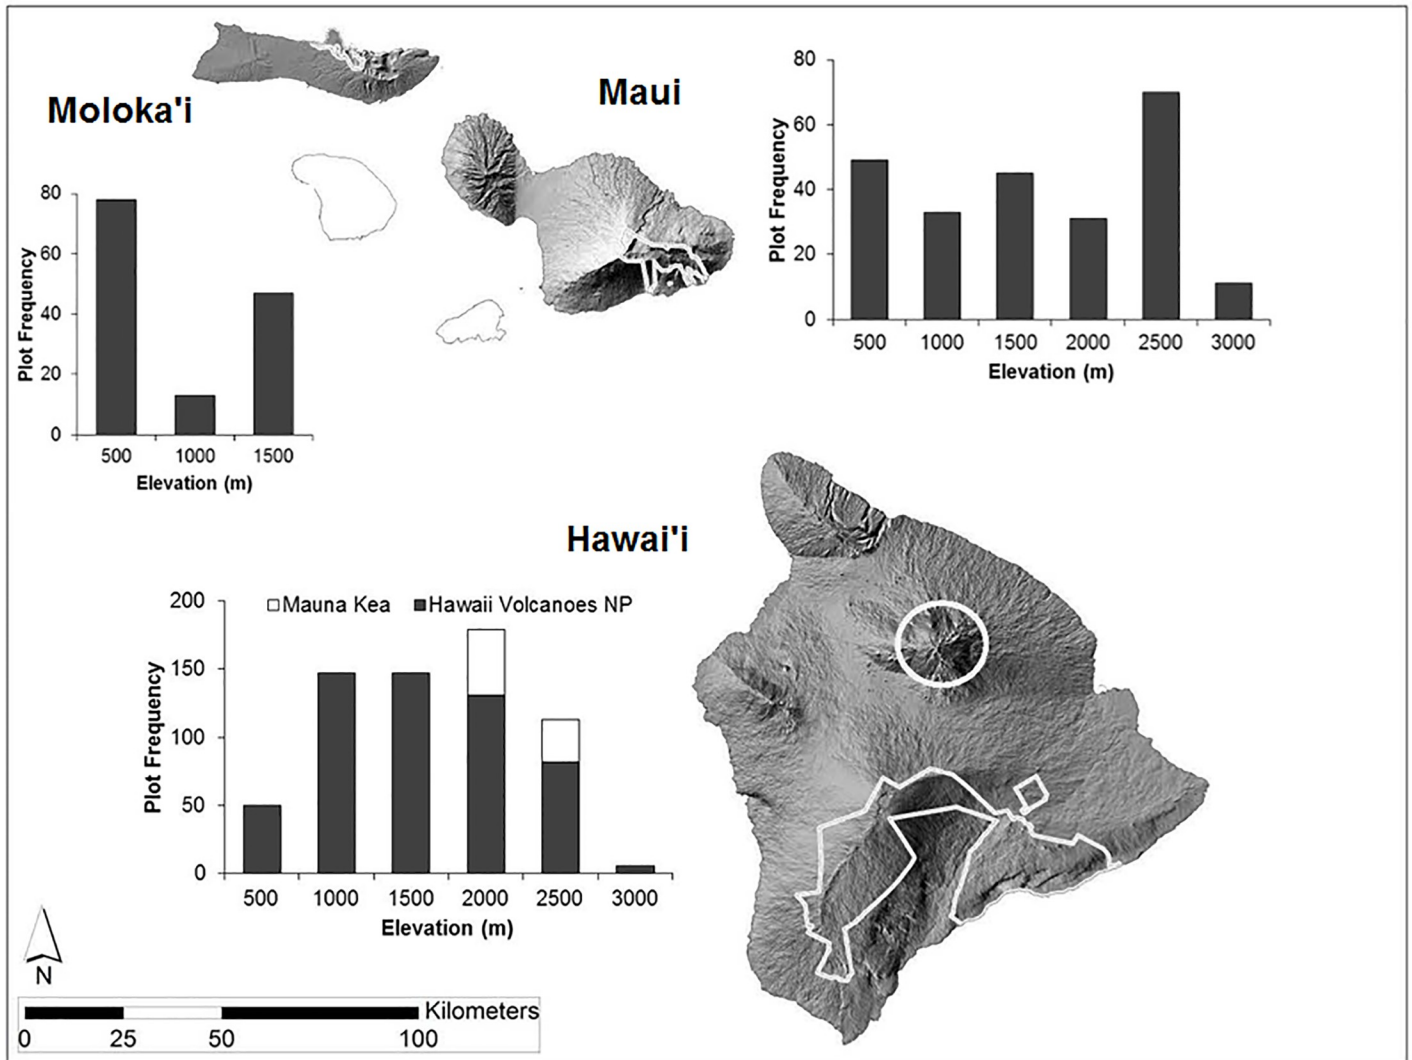 Moloka'i
80
60
40
20
0
Plot Frequency
500 1000 1500
Elevation (m)
Maui
80
60
40
20
0
Plot Frequency
500 1000 1500 2000 2500 3000
Elevation (m)
Hawai'i
Mauna Kea Hawaii Volcanoes NP
200
150
100
50
0
Plot Frequency
500 1000 1500 2000 2500 3000
Elevation (m)
N
Kilometers
0 25 50 100